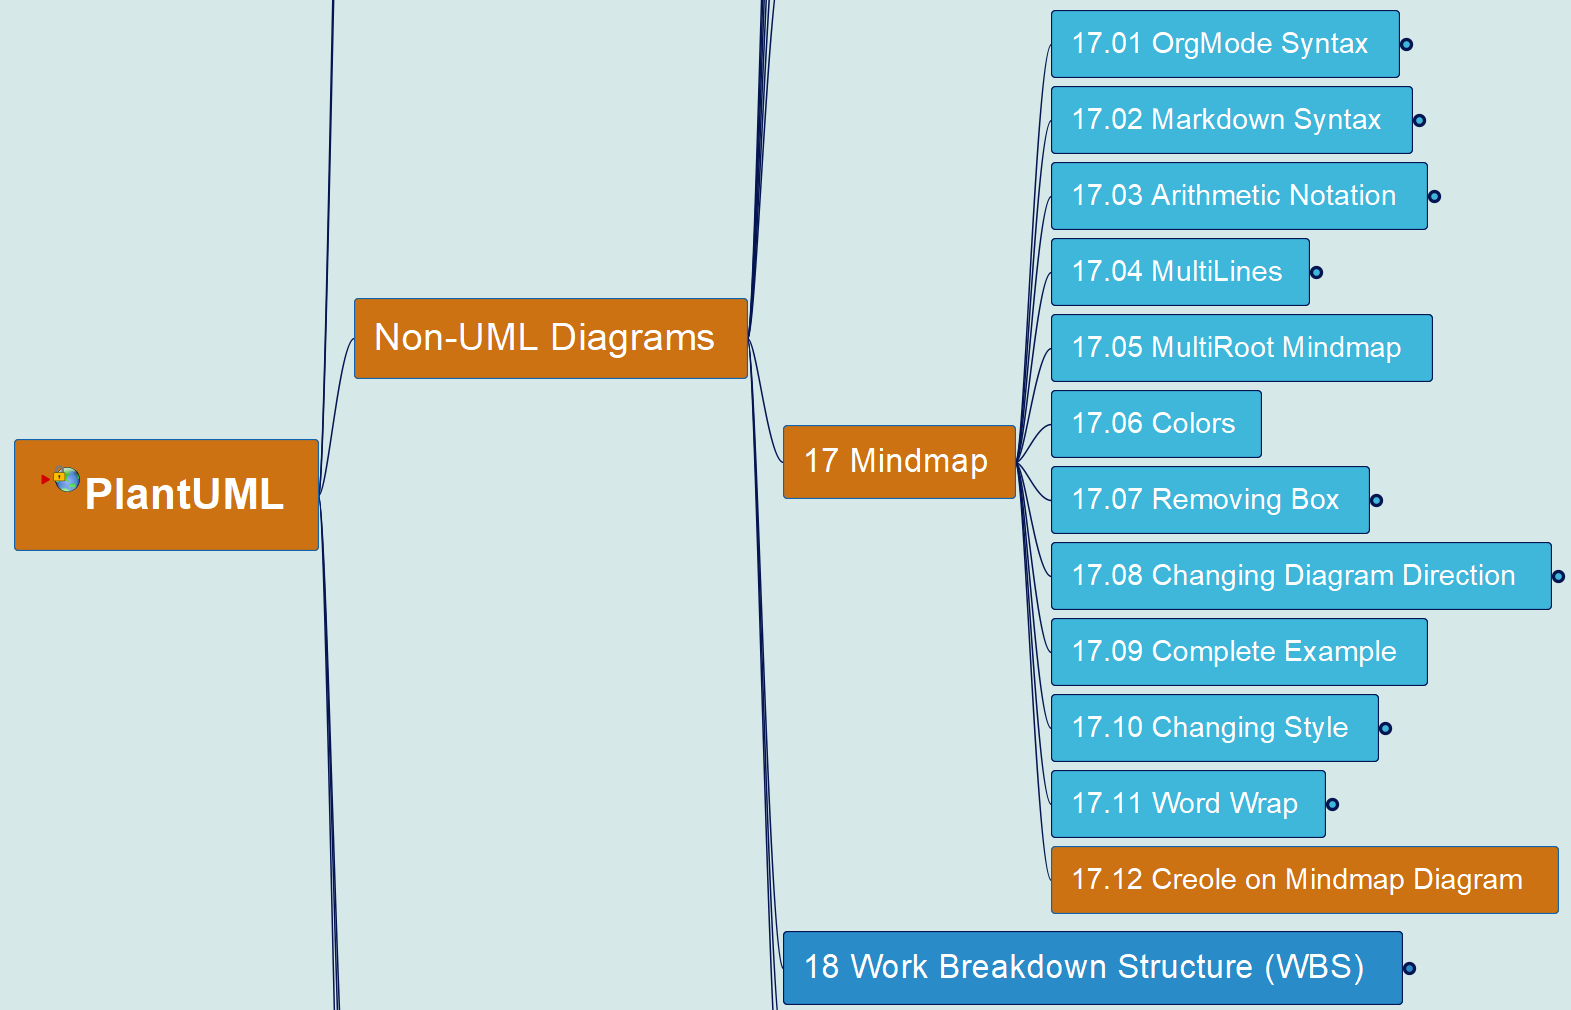 PlantUML
Non-UML Diagrams
17 Mindmap
17.01 OrgMode Syntax
17.02 Markdown Syntax
17.03 Arithmetic Notation
17.04 MultiLines
17.05 MultiRoot Mindmap
17.06 Colors
17.07 Removing Box
17.08 Changing Diagram Direction
17.09 Complete Example
17.10 Changing Style
17.11 Word Wrap
17.12 Creole on Mindmap Diagram
18 Work Breakdown Structure (WBS)